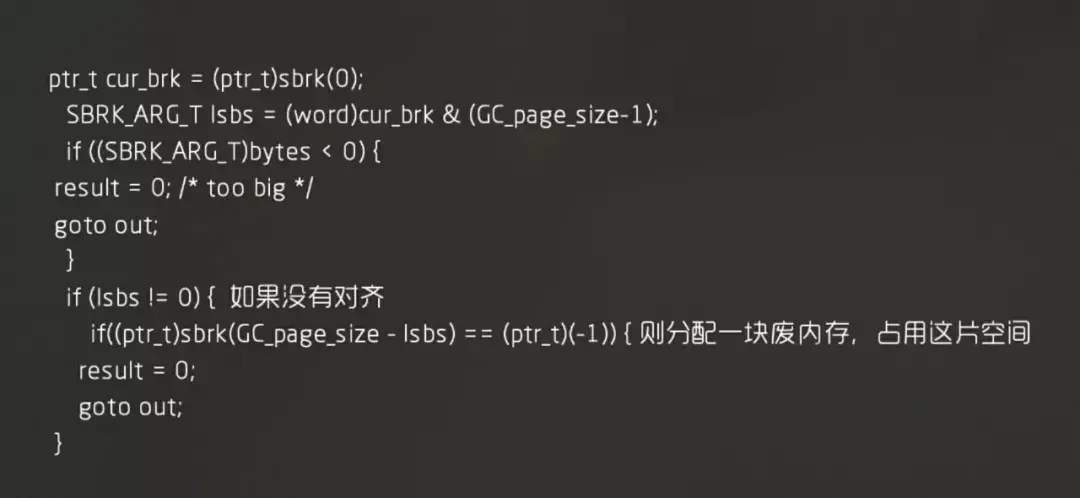 ptr_t cur_brk = (ptr_t)sbrk(0);
SBRK_ARG_T lsbs = (word)cur_brk & (GC_page_size-1);
if ((SBRK_ARG_T)bytes < 0) {
result = 0; /* too big */
goto out;
}
if (lsbs != 0) { 如果没有对齐
if((ptr_t)sbrk(GC_page_size - lsbs) == (ptr_t)(-1)) { 则分配一块废内存，占用这片空间
result = 0;
goto out;
}